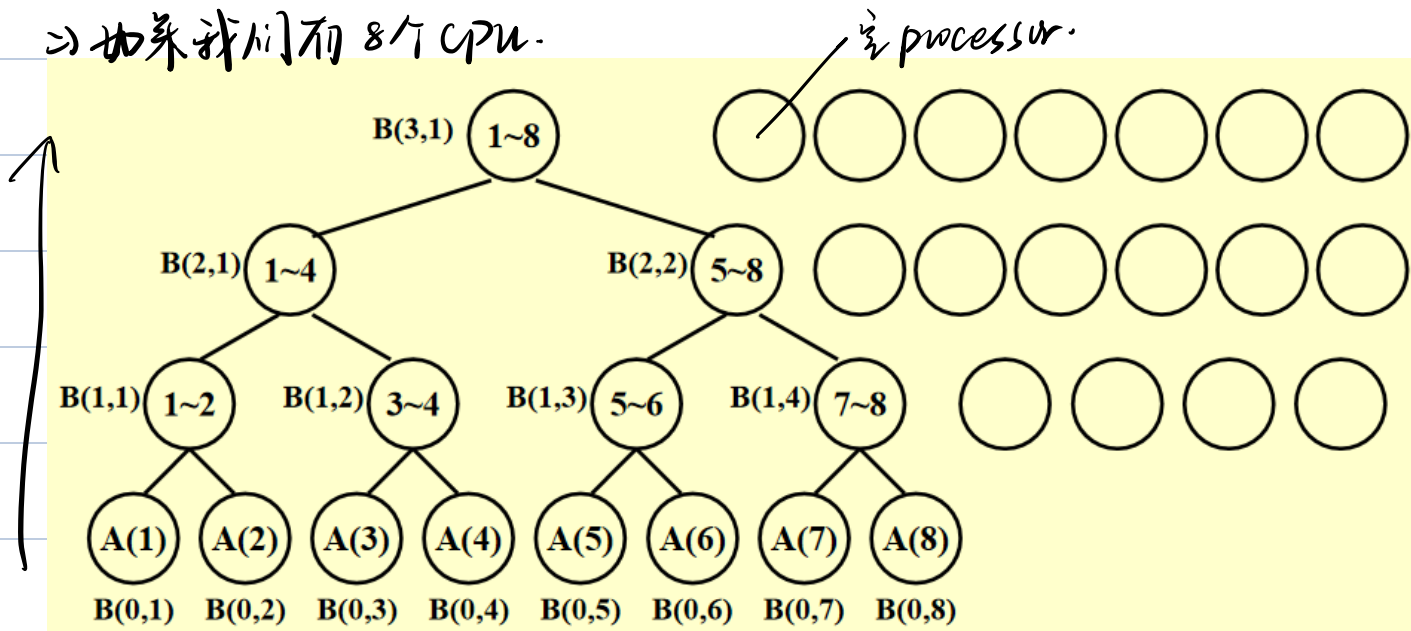 => 如果我们有 8个 CPU.
空 processor.
B(3,1) 1~8
B(2,1) 1~4 B(2,2) 5~8
B(1,1) 1~2 B(1,2) 3~4 B(1,3) 5~6 B(1,4) 7~8
A(1) A(2) A(3) A(4) A(5) A(6) A(7) A(8)
B(0,1) B(0,2) B(0,3) B(0,4) B(0,5) B(0,6) B(0,7) B(0,8)